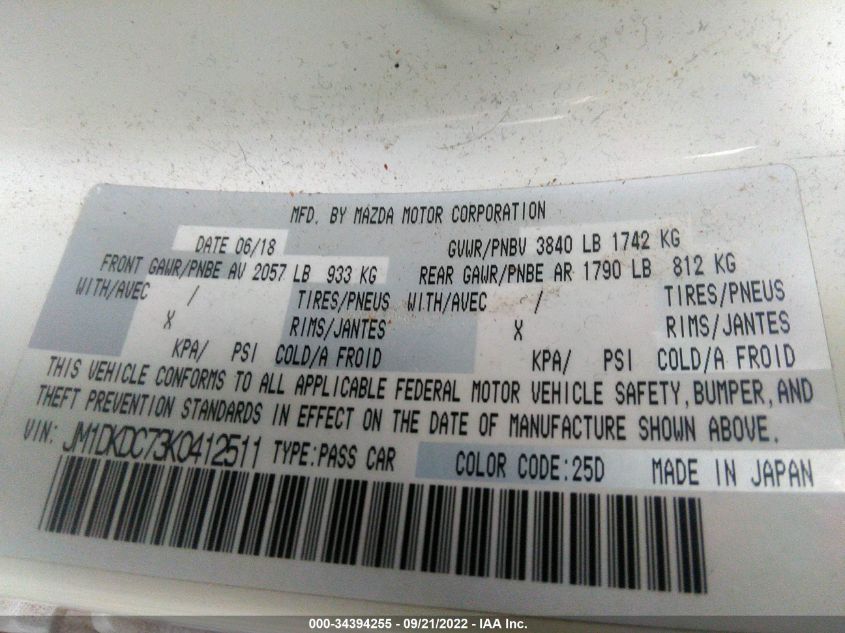 MFD. BY MAZDA MOTOR CORPORATION
DATE 06/18 GVWR/PNBV 3840 LB 1742 KG
FRONT GAWR/PNBE AV 2057 LB 933 KG REAR GAWR/PNBE AR 1790 LB 812 KG
WITH/AVEC / TIRES/PNEUS WITH/AVEC / TIRES/PNEUS
X RIMS/JANTES X RIMS/JANTES
KPA/ PSI COLD/A FROID KPA/ PSI COLD/A FROID
THIS VEHICLE CONFORMS TO ALL APPLICABLE FEDERAL MOTOR VEHICLE SAFETY, BUMPER, AND
THEFT PREVENTION STANDARDS IN EFFECT ON THE DATE OF MANUFACTURE SHOWN ABOVE.
VIN: JM1DKDC73K0412511 TYPE:PASS CAR COLOR CODE:25D MADE IN JAPAN
000-34394255 - 09/21/2022 - IAA Inc.